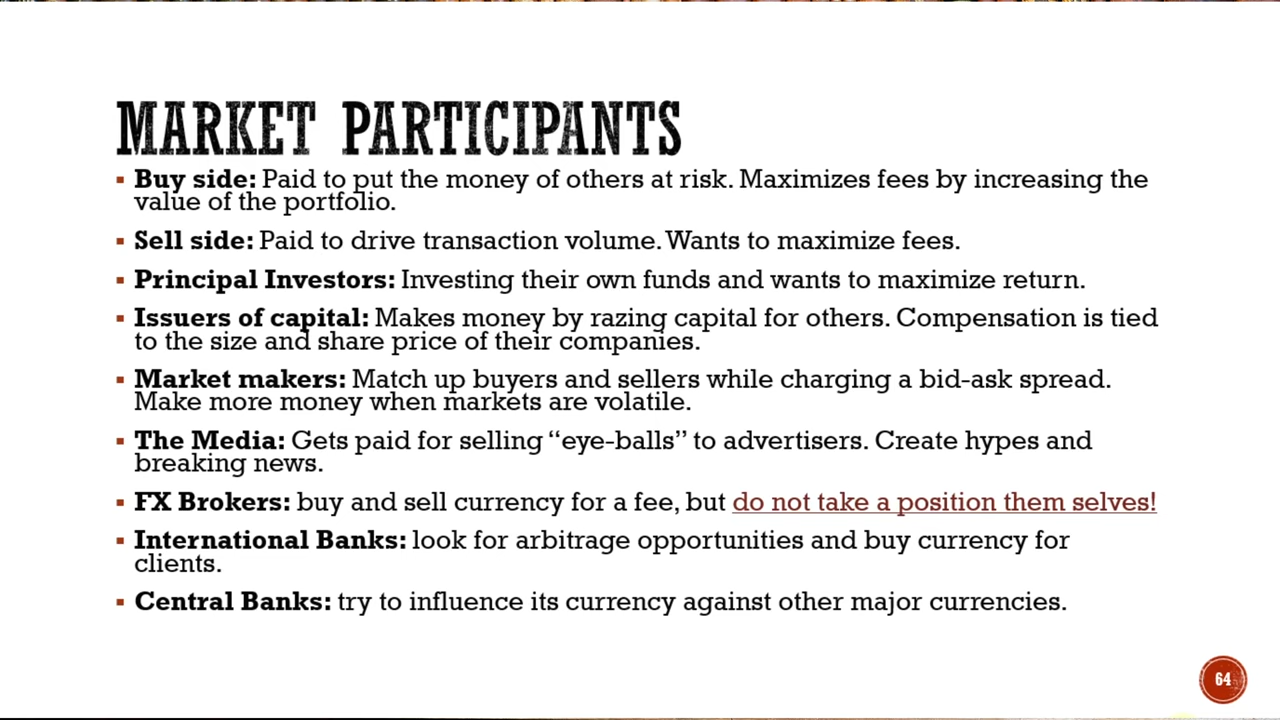 MARKET PARTICIPANTS
▪ Buy side: Paid to put the money of others at risk. Maximizes fees by increasing the
value of the portfolio.
▪ Sell side: Paid to drive transaction volume. Wants to maximize fees.
▪ Principal Investors: Investing their own funds and wants to maximize return.
▪ Issuers of capital: Makes money by razing capital for others. Compensation is tied
to the size and share price of their companies.
▪ Market makers: Match up buyers and sellers while charging a bid-ask spread.
Make more money when markets are volatile.
▪ The Media: Gets paid for selling “eye-balls” to advertisers. Create hypes and
breaking news.
▪ FX Brokers: buy and sell currency for a fee, but do not take a position them selves!
▪ International Banks: look for arbitrage opportunities and buy currency for
clients.
▪ Central Banks: try to influence its currency against other major currencies.
64